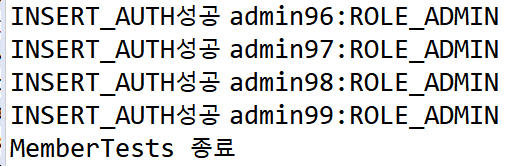 INSERT_AUTH성공 admin96:ROLE_ADMIN
INSERT_AUTH성공 admin97:ROLE_ADMIN
INSERT_AUTH성공 admin98:ROLE_ADMIN
INSERT_AUTH성공 admin99:ROLE_ADMIN
MemberTests 종료